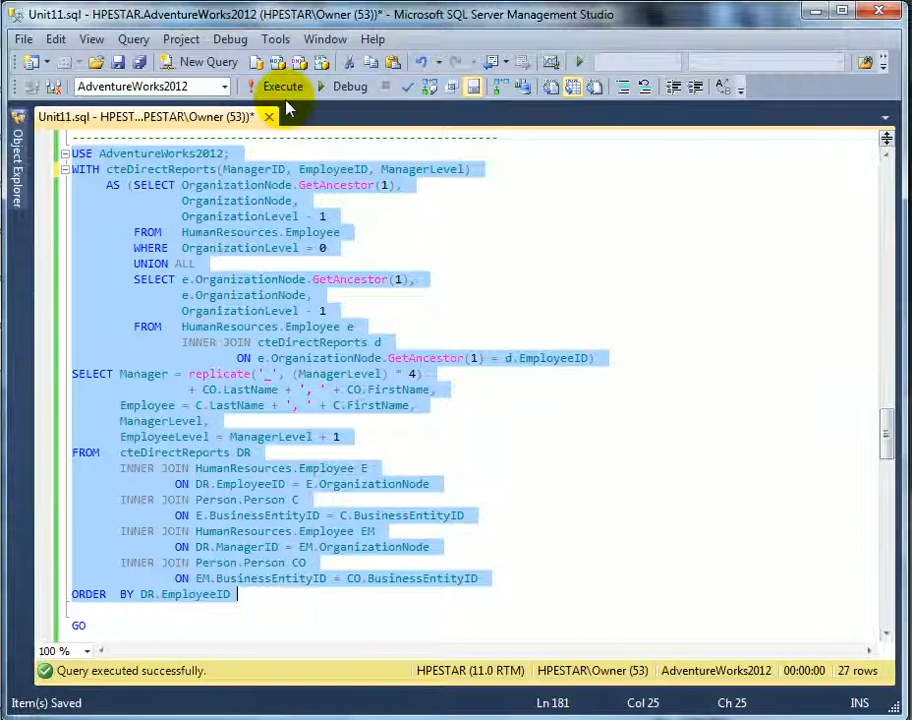 Unit11.sql - HPESTAR.AdventureWorks2012 (HPESTAR\Owner (53))* - Microsoft SQL Server Management Studio
File Edit View Query Project Debug Tools Window Help
New Query
AdventureWorks2012 Execute Debug
Unit11.sql - HPEST...PESTAR\Owner (53))*
Object Explorer
USE AdventureWorks2012;
WITH cteDirectReports(ManagerID, EmployeeID, ManagerLevel)
AS (SELECT OrganizationNode.GetAncestor(1),
OrganizationNode,
OrganizationLevel - 1
FROM HumanResources.Employee
WHERE OrganizationLevel = 0
UNION ALL
SELECT e.OrganizationNode.GetAncestor(1),
e.OrganizationNode,
OrganizationLevel - 1
FROM HumanResources.Employee e
INNER JOIN cteDirectReports d
ON e.OrganizationNode.GetAncestor(1) = d.EmployeeID)
SELECT Manager = replicate('_', (ManagerLevel) * 4)
+ CO.LastName + ', ' + CO.FirstName,
Employee = C.LastName + ', ' + C.FirstName,
ManagerLevel,
EmployeeLevel = ManagerLevel + 1
FROM cteDirectReports DR
INNER JOIN HumanResources.Employee E
ON DR.EmployeeID = E.OrganizationNode
INNER JOIN Person.Person C
ON E.BusinessEntityID = C.BusinessEntityID
INNER JOIN HumanResources.Employee EM
ON DR.ManagerID = EM.OrganizationNode
INNER JOIN Person.Person CO
ON EM.BusinessEntityID = CO.BusinessEntityID
ORDER BY DR.EmployeeID
GO
100 %
Query executed successfully. HPESTAR (11.0 RTM) HPESTAR\Owner (53) AdventureWorks2012 00:00:00 27 rows
Item(s) Saved Ln 181 Col 25 Ch 25 INS